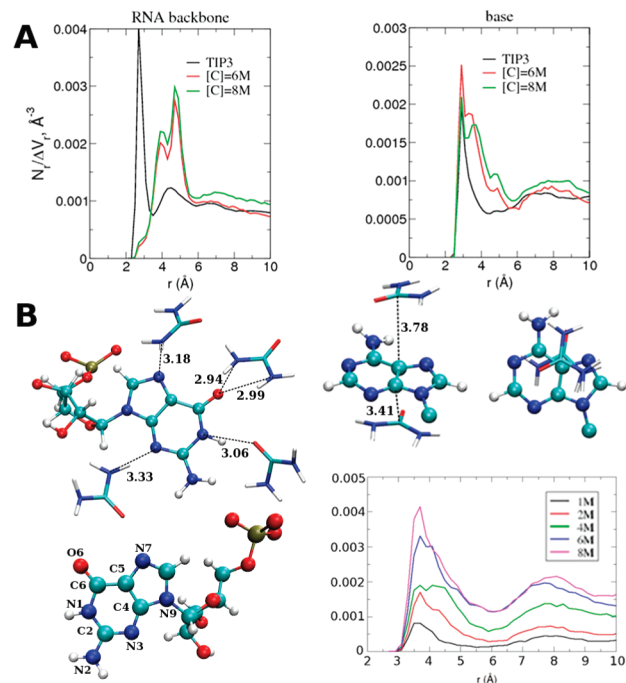 A
RNA backbone
0.004
0.003
0.002
0.001
0
N_r/ΔV_r, Å^-3
TIP3
[C]=6M
[C]=8M
0 2 4 6 8 10
r (Å)
base
0.003
0.0025
0.002
0.0015
0.001
0.0005
0
TIP3
[C]=6M
[C]=8M
0 2 4 6 8 10
r (Å)
B
3.18
2.94
2.99
3.06
3.33
O6
N7
C5
C6
N1
C4
N9
C2
N3
N2
3.78
3.41
0.005
0.004
0.003
0.002
0.001
0
1M
2M
4M
6M
8M
2 3 4 5 6 7 8 9 10
r (Å)